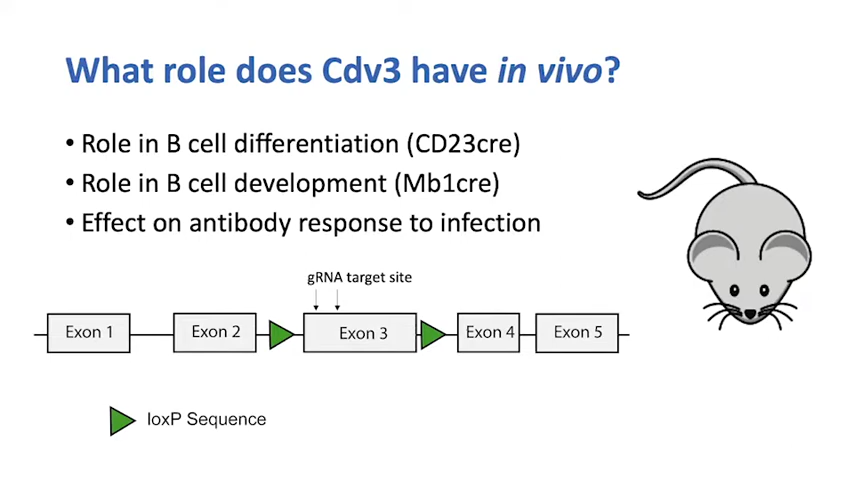 What role does Cdv3 have in vivo?
• Role in B cell differentiation (CD23cre)
• Role in B cell development (Mb1cre)
• Effect on antibody response to infection
gRNA target site
Exon 1
Exon 2
Exon 3
Exon 4
Exon 5
loxP Sequence